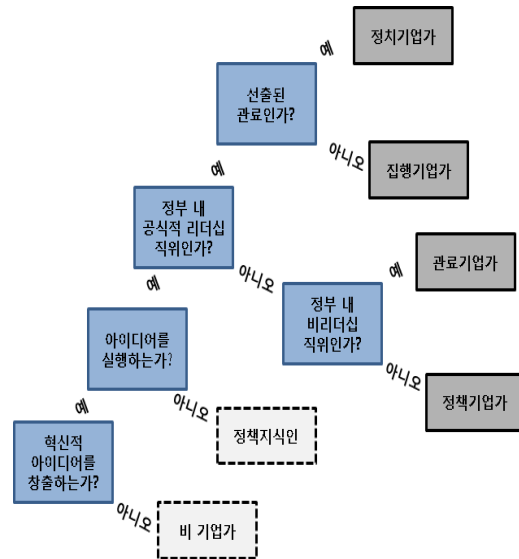 예
정치기업가
선출된
관료인가?
아니오
집행기업가
예
정부 내
공식적 리더십
직위인가?
아니오
예
관료기업가
정부 내
비리더십
직위인가?
예
아니오
정책기업가
아이디어를
실행하는가?
아니오
정책지식인
예
혁신적
아이디어를
창출하는가?
아니오
비 기업가